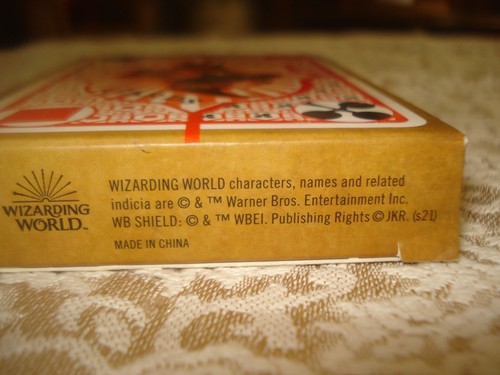 WIZARDING
WORLD™
WIZARDING WORLD characters, names and related
indicia are © & ™ Warner Bros. Entertainment Inc.
WB SHIELD: © & ™ WBEI. Publishing Rights © JKR. (s21)
MADE IN CHINA